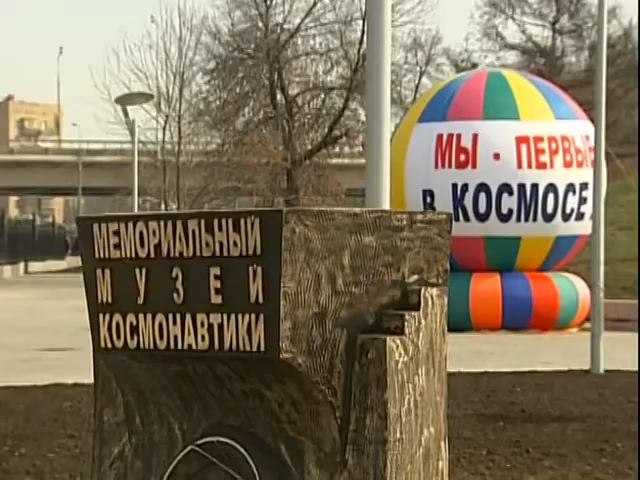 МЕМОРИАЛЬНЫЙ
МУЗЕЙ
КОСМОНАВТИКИ
МЫ - ПЕРВЫЕ
В КОСМОСЕ